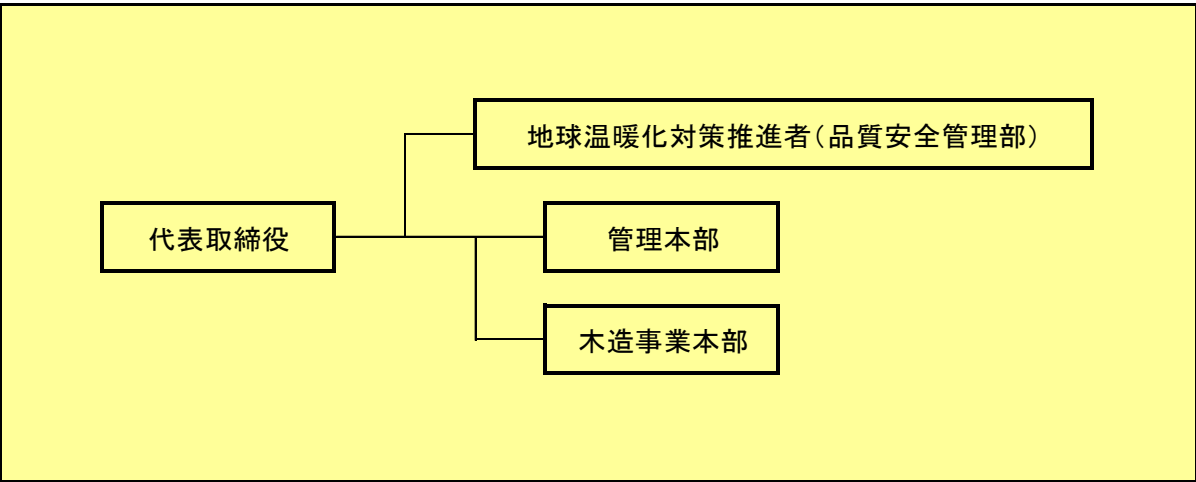 地球温暖化対策推進者（品質安全管理部）
代表取締役
管理本部
木造事業本部